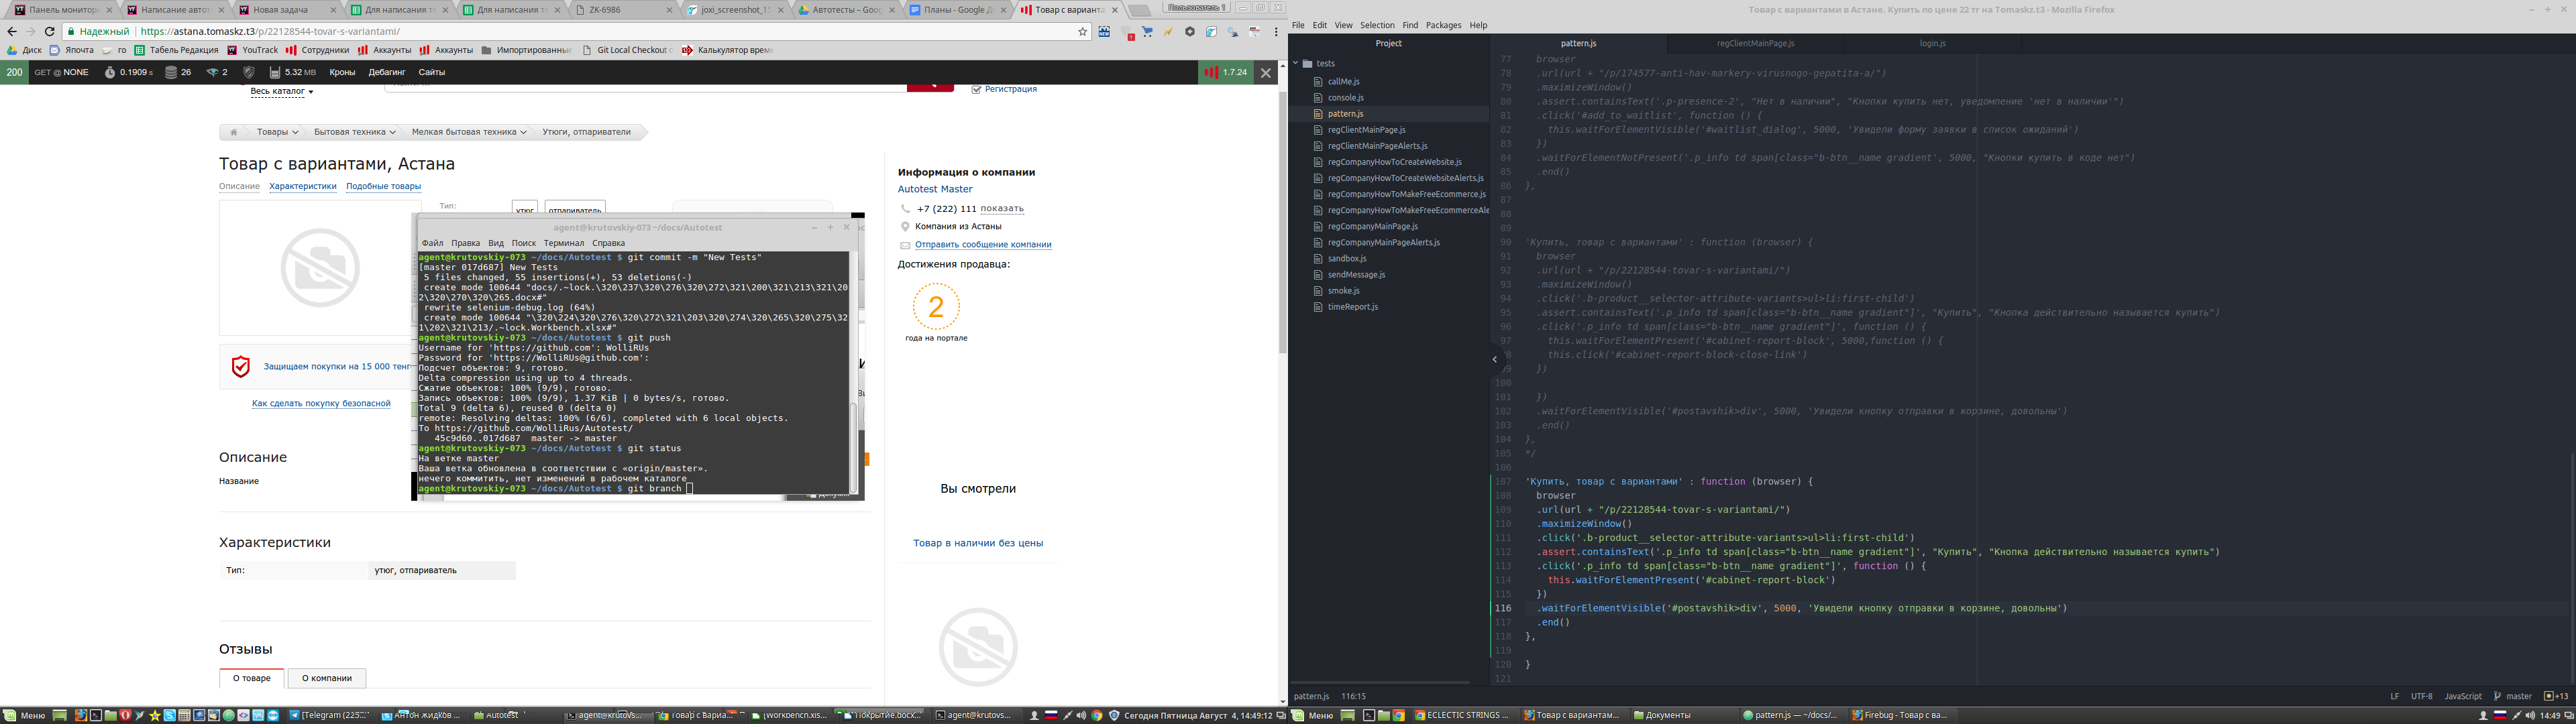 Панель монитор
Написание автот
Новая задача
Для написания те
Для написания те
ZK-6986
joxi_screenshot_15
Автотесты – Goog
Планы - Google Д
Товар с варианта
Пользователь 1
Надежный
https://astana.tomaskz.t3/p/22128544-tovar-s-variantami/
Диск
Япочта
го
Табель Редакция
YouTrack
Сотрудники
Аккаунты
Аккаунты
Импортированные
Git Local Checkout o
Калькулятор време
200
GET @ NONE
0.1909 s
26
2
5.32 MB
Кроны
Дебагинг
Сайты
1.7.24
Весь каталог
Регистрация
Товары
Бытовая техника
Мелкая бытовая техника
Утюги, отпариватели
Товар с вариантами, Астана
Описание
Характеристики
Подобные товары
Тип:
утюг
отпариватель
Защищаем покупки на 15 000 тенг
Как сделать покупку безопасной
Описание
Название
Характеристики
Тип:
утюг, отпариватель
Отзывы
О товаре
О компании
Информация о компании
Autotest Master
+7 (222) 111 показать
Компания из Астаны
Отправить сообщение компании
Достижения продавца:
2
года на портале
Вы смотрели
Товар в наличии без цены
agent@krutovskiy-073 ~/docs/Autotest
Файл Правка Вид Поиск Терминал Справка
agent@krutovskiy-073 ~/docs/Autotest $ git commit -m "New Tests"
[master 017d687] New Tests
5 files changed, 55 insertions(+), 53 deletions(-)
create mode 100644 "docs/.~lock.\320\237\320\276\320\272\321\200\321\213\321\20
2\320\270\320\265.docx#"
rewrite selenium-debug.log (64%)
create mode 100644 "\320\224\320\276\320\272\321\203\320\274\320\265\320\275\32
1\202\321\213/.~lock.Workbench.xlsx#"
agent@krutovskiy-073 ~/docs/Autotest $ git push
Username for 'https://github.com': WolliRUs
Password for 'https://WolliRUs@github.com':
Подсчет объектов: 9, готово.
Delta compression using up to 4 threads.
Сжатие объектов: 100% (9/9), готово.
Запись объектов: 100% (9/9), 1.37 KiB | 0 bytes/s, готово.
Total 9 (delta 6), reused 0 (delta 0)
remote: Resolving deltas: 100% (6/6), completed with 6 local objects.
To https://github.com/WolliRus/Autotest/
45c9d60..017d687  master -> master
agent@krutovskiy-073 ~/docs/Autotest $ git status
На ветке master
Ваша ветка обновлена в соответствии с «origin/master».
нечего коммитить, нет изменений в рабочем каталоге
agent@krutovskiy-073 ~/docs/Autotest $ git branch
Товар с вариантами в Астане. Купить по цене 22 тг на Tomaskz.t3 - Mozilla Firefox
File Edit View Selection Find Packages Help
Project
tests
callMe.js
console.js
pattern.js
regClientMainPage.js
regClientMainPageAlerts.js
regCompanyHowToCreateWebsite.js
regCompanyHowToCreateWebsiteAlerts.js
regCompanyHowToMakeFreeEcommerce.js
regCompanyHowToMakeFreeEcommerceAle
regCompanyMainPage.js
regCompanyMainPageAlerts.js
sandbox.js
sendMessage.js
smoke.js
timeReport.js
pattern.js
regClientMainPage.js
login.js
77 browser
78 .url(url + "/p/174577-anti-hav-markery-virusnogo-gepatita-a/")
79 .maximizeWindow()
80 .assert.containsText('.p-presence-2', "Нет в наличии", "Кнопки купить нет, уведомление 'нет в наличии'")
81 .click('#add_to_waitlist', function () {
82 this.waitForElementVisible('#waitlist_dialog', 5000, 'Увидели форму заявки в список ожиданий')
83 })
84 .waitForElementNotPresent('.p_info td span[class="b-btn__name gradient', 5000, "Кнопки купить в коде нет")
85 .end()
86 },
87
88
89
90 'Купить, товар с вариантами' : function (browser) {
91 browser
92 .url(url + "/p/22128544-tovar-s-variantami/")
93 .maximizeWindow()
94 .click('.b-product__selector-attribute-variants>ul>li:first-child')
95 .assert.containsText('.p_info td span[class="b-btn__name gradient"]', "Купить", "Кнопка действительно называется купить")
96 .click('.p_info td span[class="b-btn__name gradient"]', function () {
97 this.waitForElementPresent('#cabinet-report-block', 5000,function () {
98 this.click('#cabinet-report-block-close-link')
99 })
100
101 })
102 .waitForElementVisible('#postavshik>div', 5000, 'Увидели кнопку отправки в корзине, довольны')
103 .end()
104 },
105 */
106
107 'Купить, товар с вариантами' : function (browser) {
108 browser
109 .url(url + "/p/22128544-tovar-s-variantami/")
110 .maximizeWindow()
111 .click('.b-product__selector-attribute-variants>ul>li:first-child')
112 .assert.containsText('.p_info td span[class="b-btn__name gradient"]', "Купить", "Кнопка действительно называется купить")
113 .click('.p_info td span[class="b-btn__name gradient"]', function () {
114 this.waitForElementPresent('#cabinet-report-block')
115 })
116 .waitForElementVisible('#postavshik>div', 5000, 'Увидели кнопку отправки в корзине, довольны')
117 .end()
118 },
119
120 }
121
pattern.js 116:15
LF UTF-8 JavaScript master +13
Меню
[Telegram (225...
Антон Жидков ...
Autotest
agent@krutovs...
Товар с вариа...
[Workbench.xls...
Покрытие.docx...
agent@krutovs...
Сегодня Пятница Август 4, 14:49:12
Меню
ECLECTIC STRINGS ...
Товар с вариантам...
Документы
pattern.js — ~/docs/...
Firebug - Товар с ва...
14:49